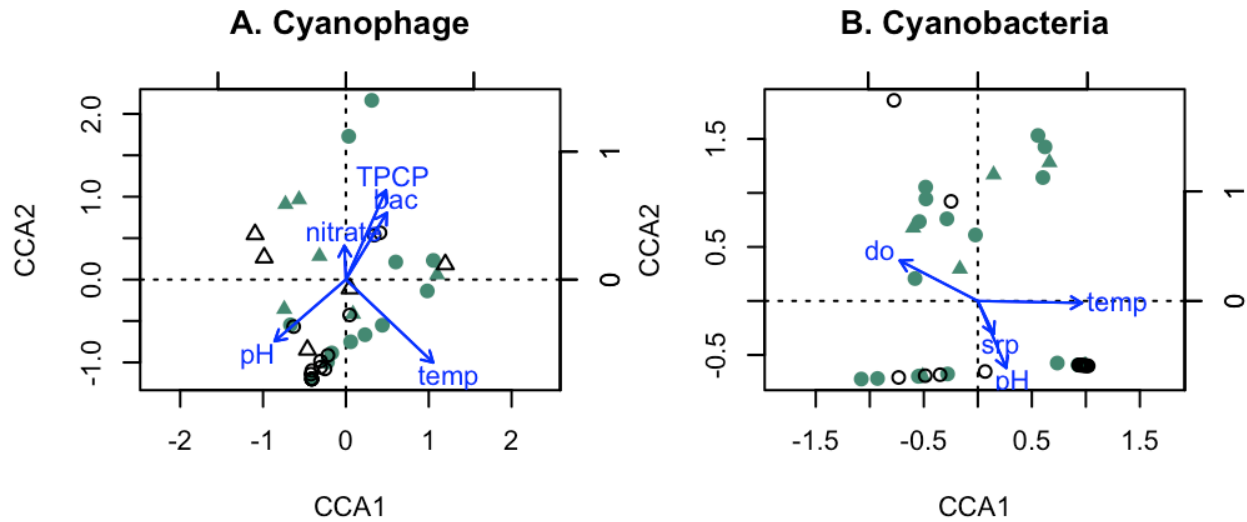 A. Cyanophage
CCA2
2.0
1.0
0.0
-1.0
1
0
TPCP
bac
nitrate
pH
temp
-2
-1
0
1
2
CCA1
B. Cyanobacteria
CCA2
1.5
0.5
-0.5
1
0
do
temp
srp
pH
-1.5
-0.5
0.5
1.5
CCA1